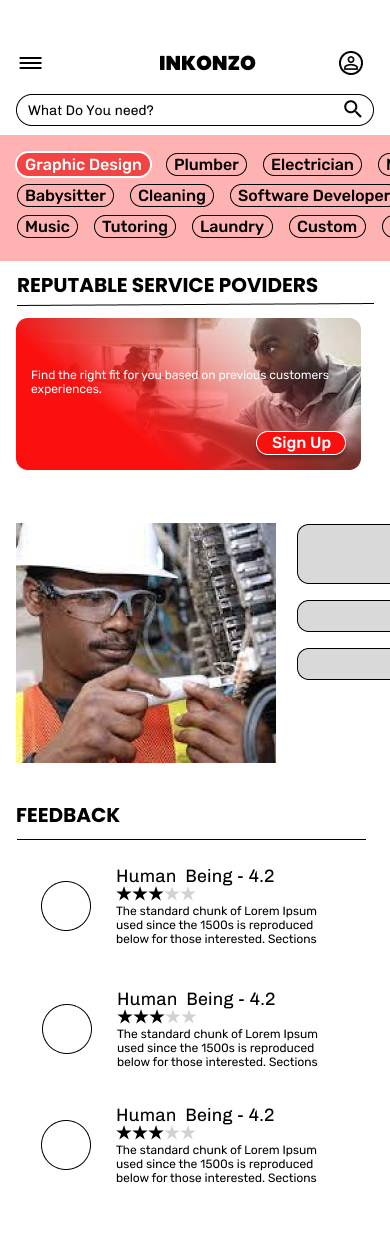 INKONZO
What Do You need?
Graphic Design Plumber Electrician
Babysitter Cleaning Software Developer
Music Tutoring Laundry Custom
REPUTABLE SERVICE POVIDERS
Find the right fit for you based on previous customers
experiences.
Sign Up
FEEDBACK
Human Being - 4.2
The standard chunk of Lorem Ipsum
used since the 1500s is reproduced
below for those interested. Sections
Human Being - 4.2
The standard chunk of Lorem Ipsum
used since the 1500s is reproduced
below for those interested. Sections
Human Being - 4.2
The standard chunk of Lorem Ipsum
used since the 1500s is reproduced
below for those interested. Sections